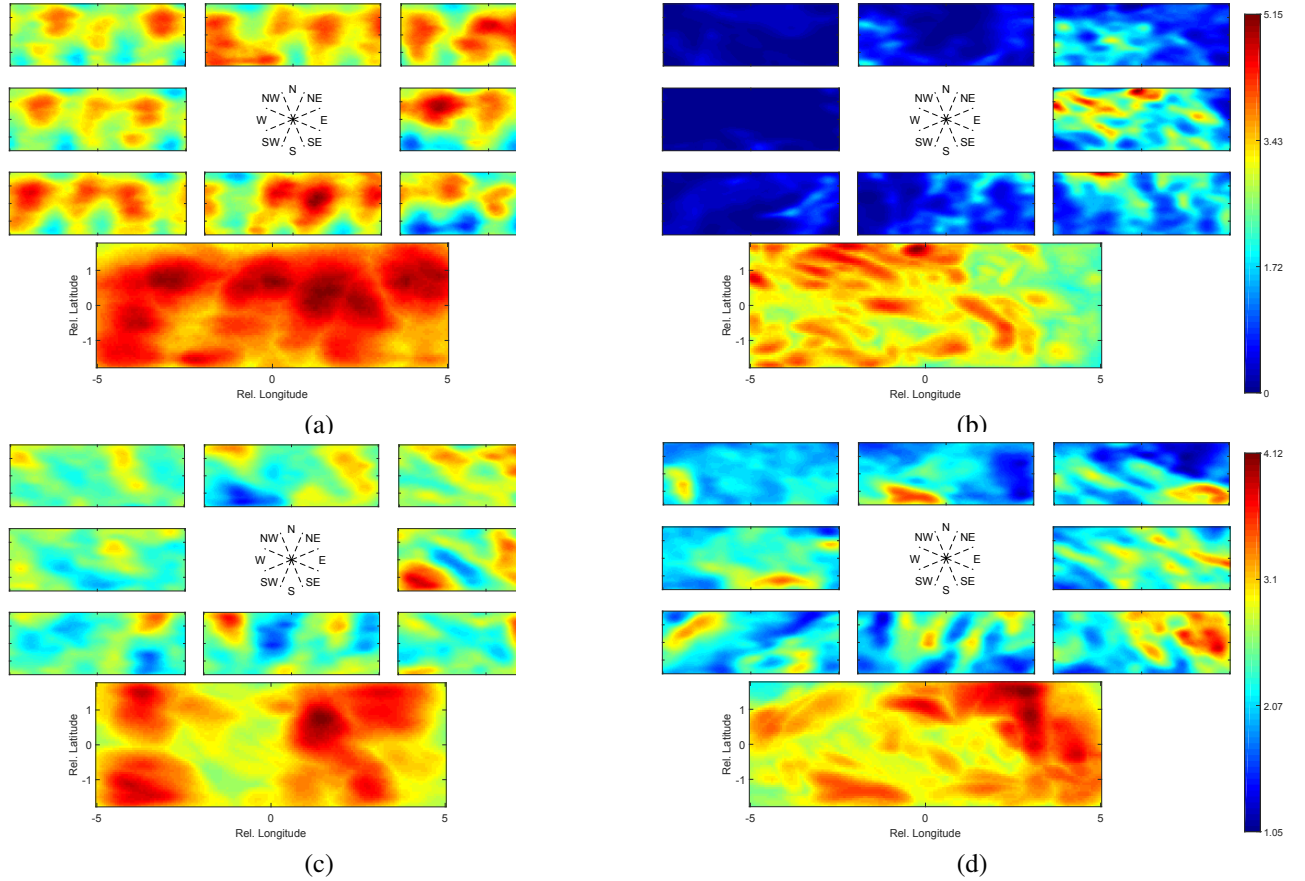 N
NW NE
W E
SW SE
S
N
NW NE
W E
SW SE
S
5.15
3.43
1.72
0
Rel. Latitude
1
0
-1
-5 0 5
Rel. Longitude
(a)
Rel. Latitude
1
0
-1
-5 0 5
Rel. Longitude
(b)
N
NW NE
W E
SW SE
S
N
NW NE
W E
SW SE
S
4.12
3.1
2.07
1.05
Rel. Latitude
1
0
-1
-5 0 5
Rel. Longitude
(c)
Rel. Latitude
1
0
-1
-5 0 5
Rel. Longitude
(d)